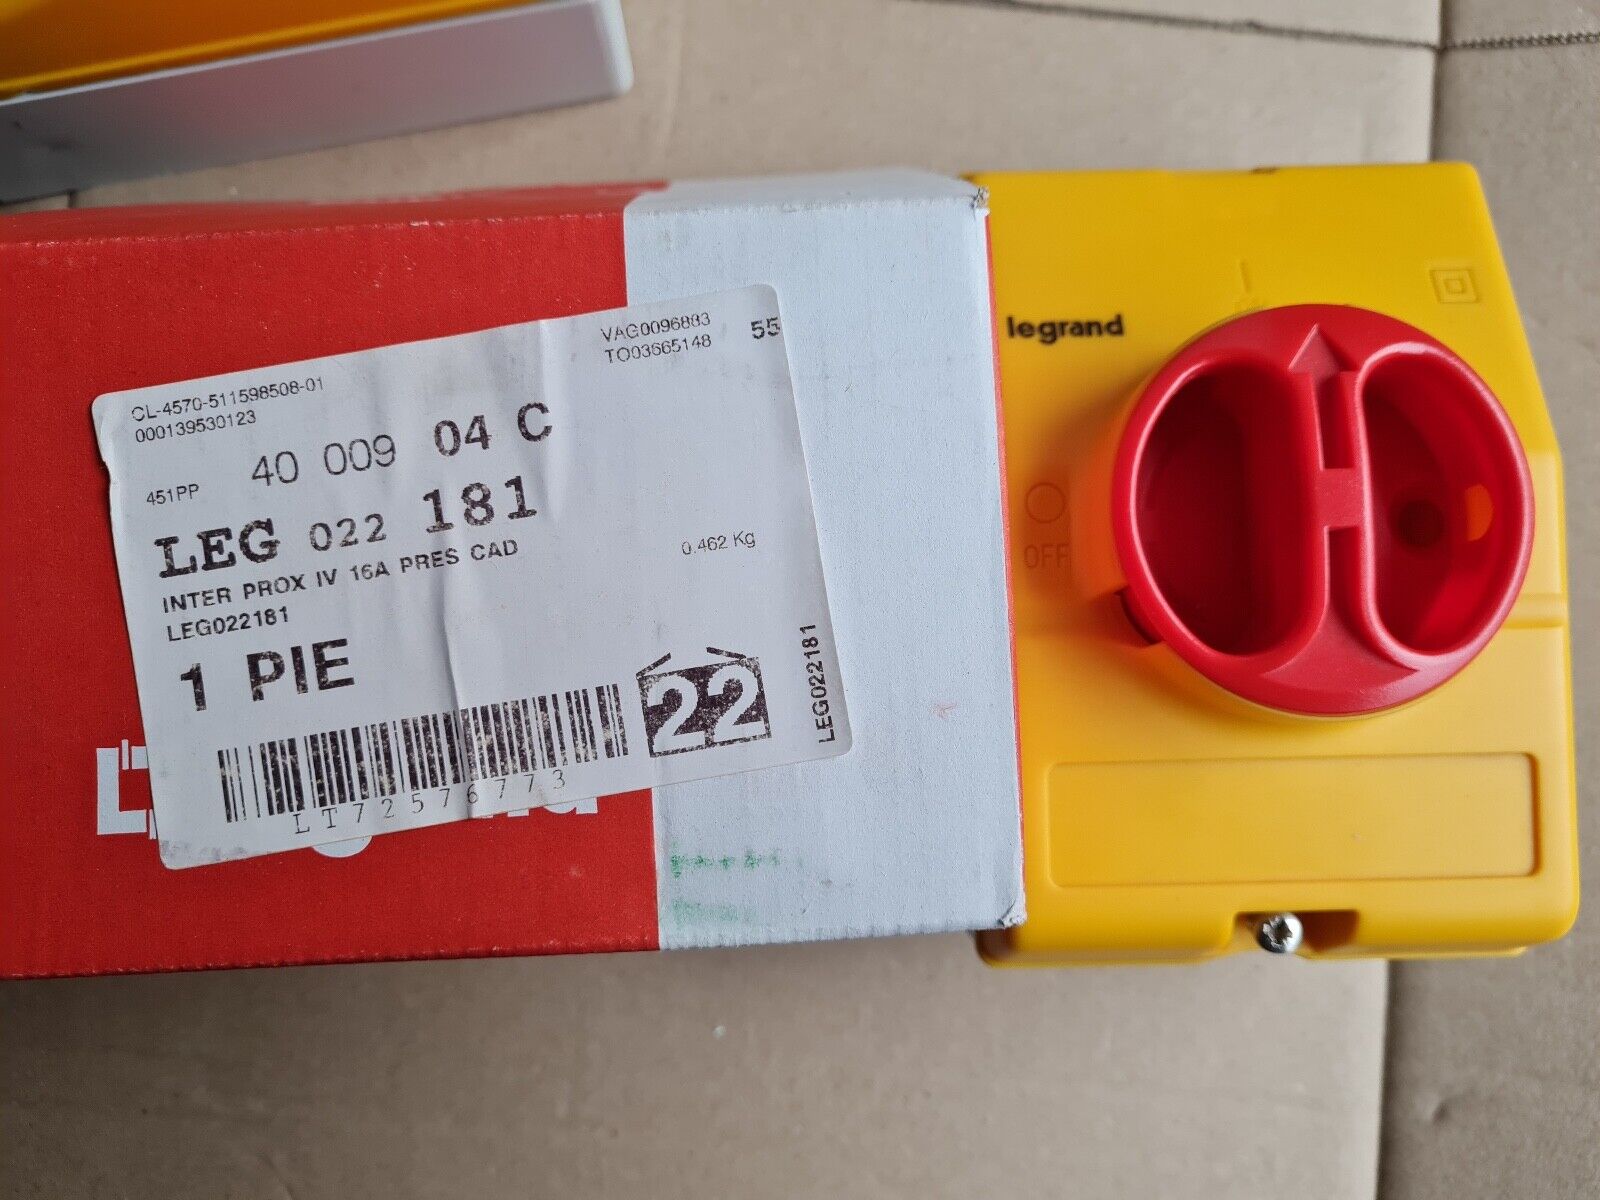 CL-4570-511598508-01
000139530123
VAG0096883
TO03665148
55
451PP 40 009 04 C
LEG 022 181
INTER PROX IV 16A PRES CAD
0.462 Kg
LEG022181
1 PIE
22
LT72576773
LEG022181
legrand
OFF